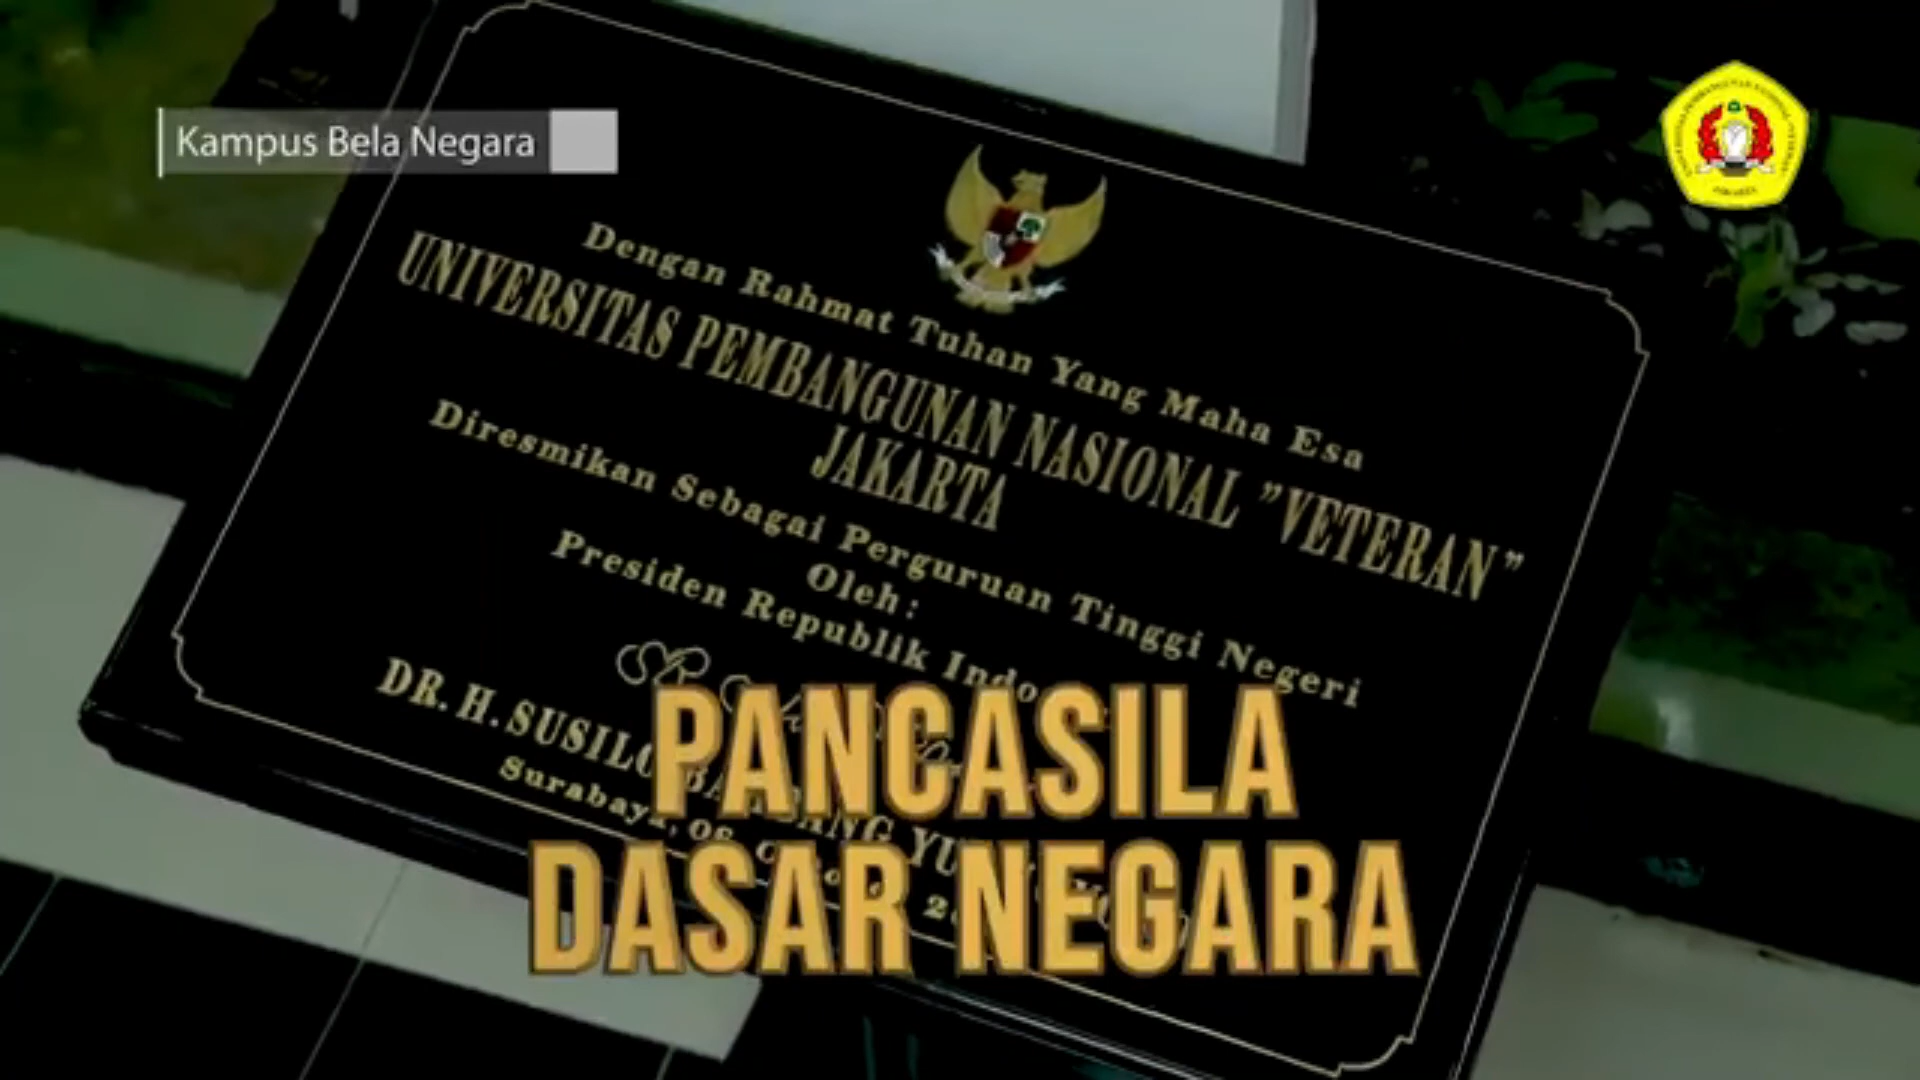 Kampus Bela Negara
Dengan Rahmat Tuhan Yang Maha Esa
UNIVERSITAS PEMBANGUNAN NASIONAL "VETERAN"
JAKARTA
Diresmikan Sebagai Perguruan Tinggi Negeri
Oleh :
Presiden Republik
DR. H. SUSILO
Surabaya, 06
PANCASILA
DASAR NEGARA